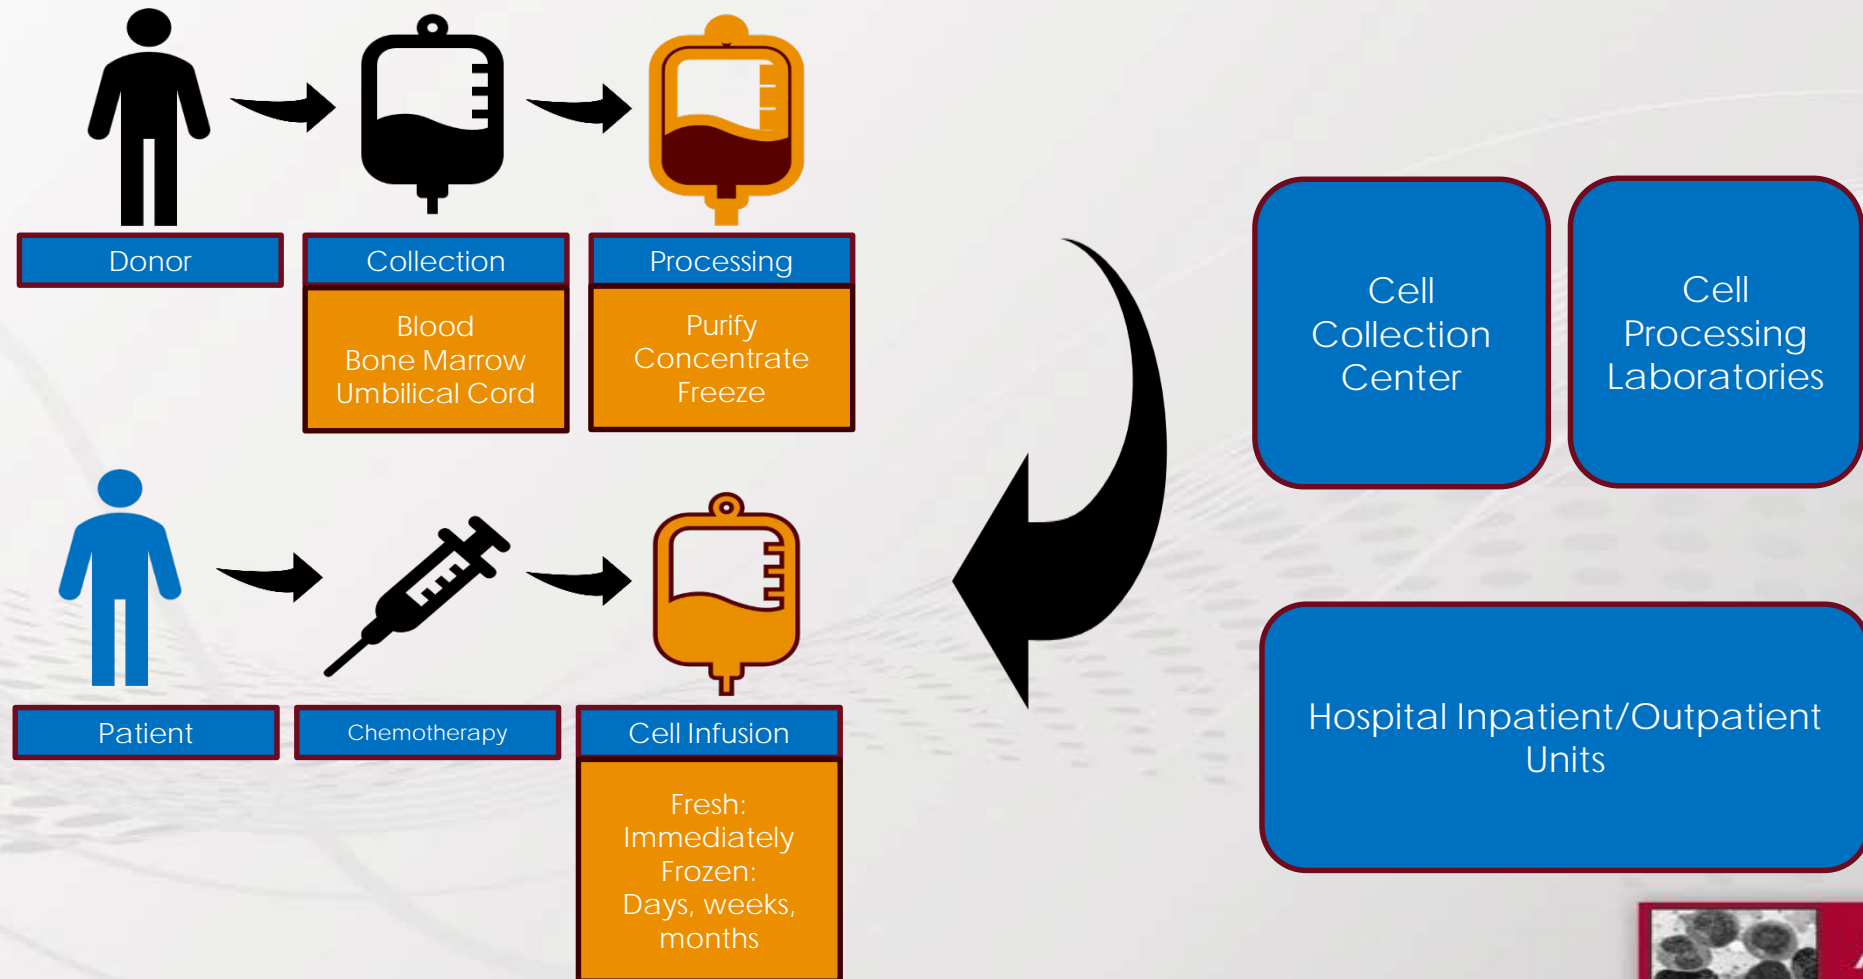 Donor
Collection
Processing
Blood
Bone Marrow
Umbilical Cord
Purify
Concentrate
Freeze
Cell
Collection
Center
Cell
Processing
Laboratories
Patient
Chemotherapy
Cell Infusion
Fresh:
Immediately
Frozen:
Days, weeks,
months
Hospital Inpatient/Outpatient
Units